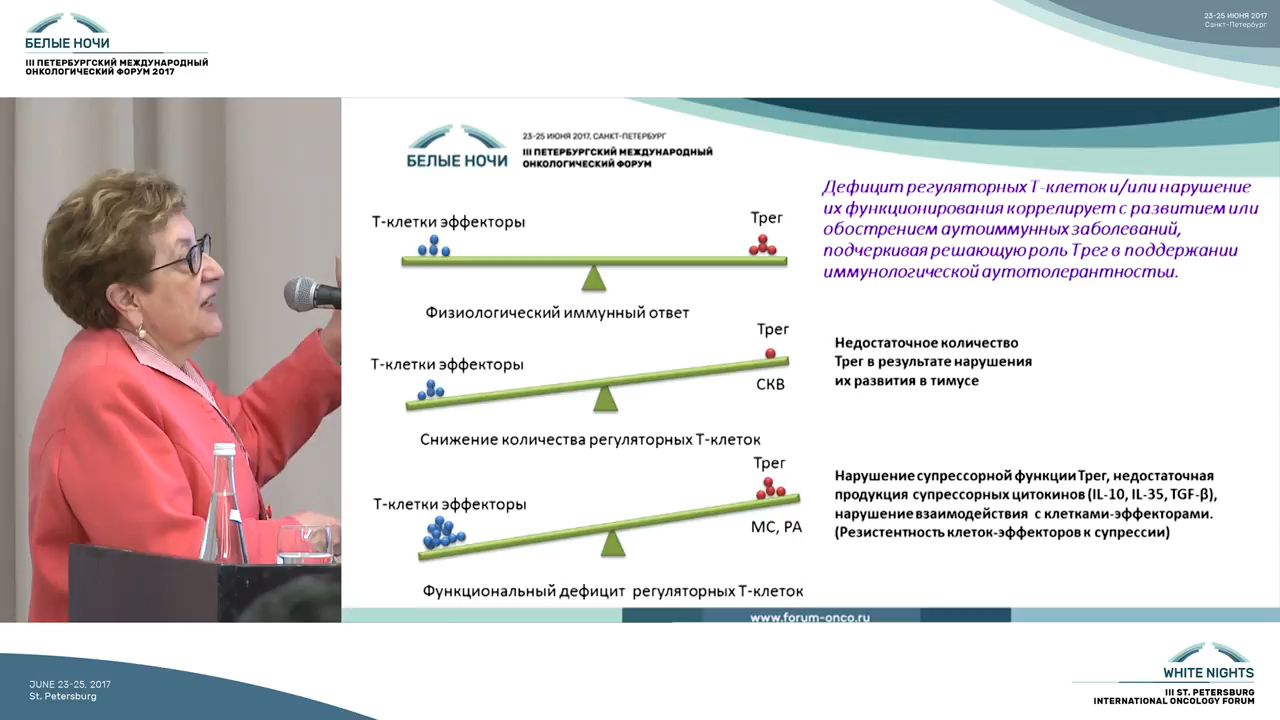 БЕЛЫЕ НОЧИ
III ПЕТЕРБУРГСКИЙ МЕЖДУНАРОДНЫЙ
ОНКОЛОГИЧЕСКИЙ ФОРУМ 2017
23-25 ИЮНЯ 2017
Санкт-Петербург
БЕЛЫЕ НОЧИ
23-25 ИЮНЯ 2017, САНКТ-ПЕТЕРБУРГ
III ПЕТЕРБУРГСКИЙ МЕЖДУНАРОДНЫЙ
ОНКОЛОГИЧЕСКИЙ ФОРУМ
Дефицит регуляторных Т-клеток и/или нарушение
их функционирования коррелирует с развитием или
обострением аутоиммунных заболеваний,
подчеркивая решающую роль Трег в поддержании
иммунологической аутотолерантностьи.
Т-клетки эффекторы
Трег
Физиологический иммунный ответ
Т-клетки эффекторы
Трег
СКВ
Снижение количества регуляторных Т-клеток
Недостаточное количество
Трег в результате нарушения
их развития в тимусе
Т-клетки эффекторы
Трег
МС, РА
Функциональный дефицит регуляторных Т-клеток
Нарушение супрессорной функции Трег, недостаточная
продукция супрессорных цитокинов (IL-10, IL-35, TGF-β),
нарушение взаимодействия с клетками-эффекторами.
(Резистентность клеток-эффекторов к супрессии)
www.forum-onco.ru
JUNE 23-25, 2017
St. Petersburg
WHITE NIGHTS
III ST. PETERSBURG
INTERNATIONAL ONCOLOGY FORUM